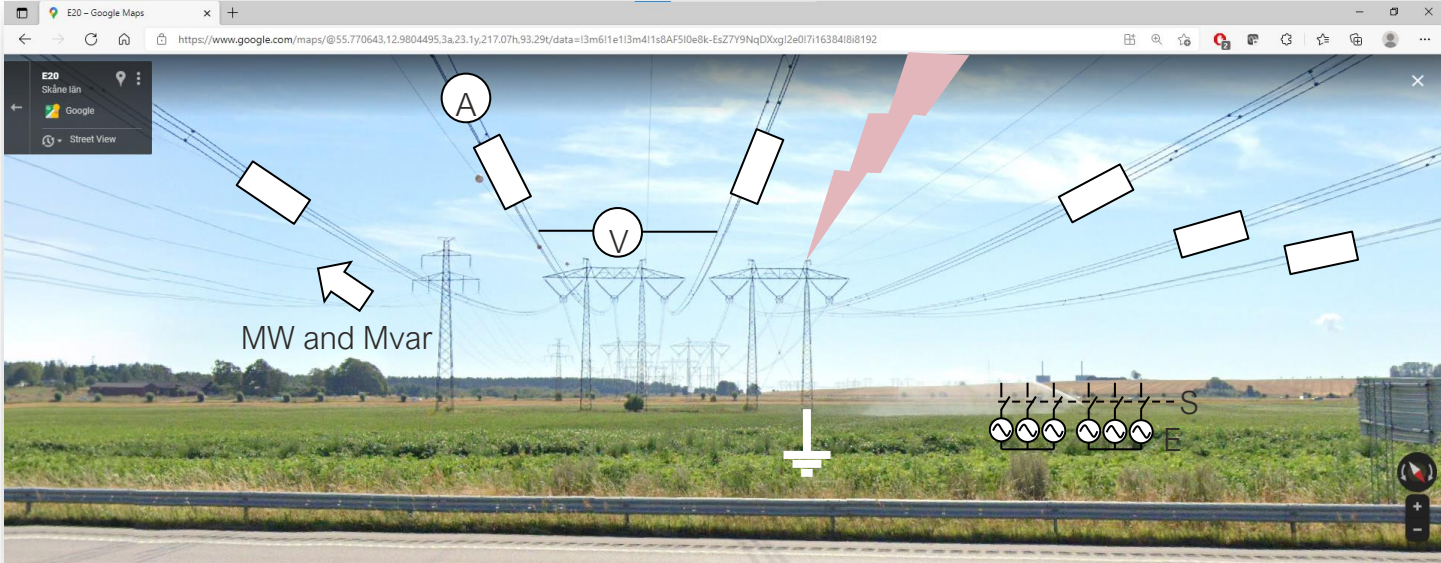 E20 – Google Maps
https://www.google.com/maps/@55.770643,12.9804495,3a,23.1y,217.07h,93.29t/data=!3m6!1e1!3m4!1s8AF5I0e8k-EsZ7Y9NqDXxg!2e0!7i16384!8i8192
2
E20
Skåne län
Google
Street View
A
V
MW and Mvar
S
E